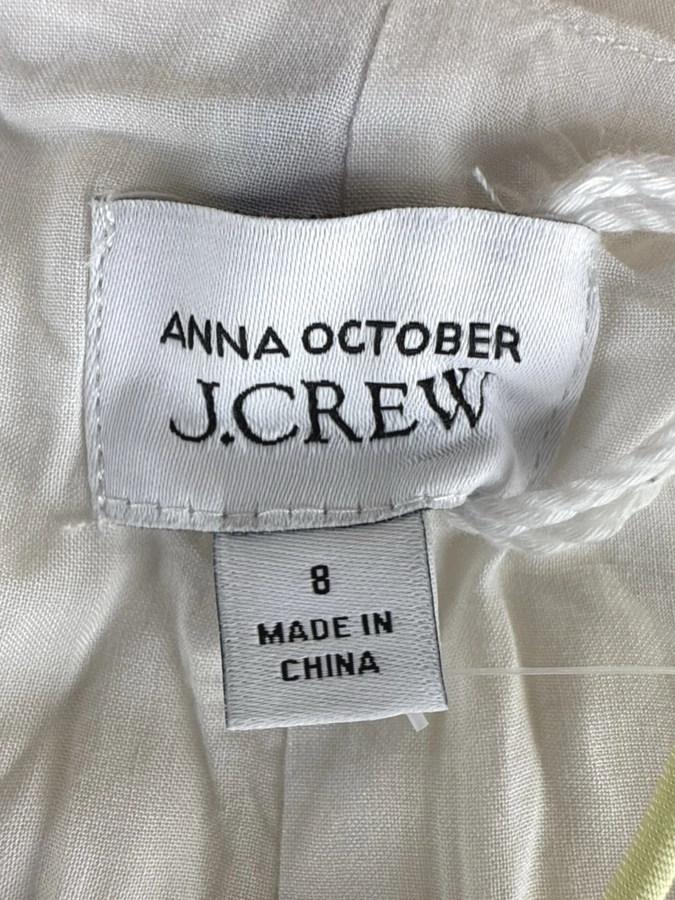 ANNA OCTOBER
J.CREW
8
MADE IN
CHINA